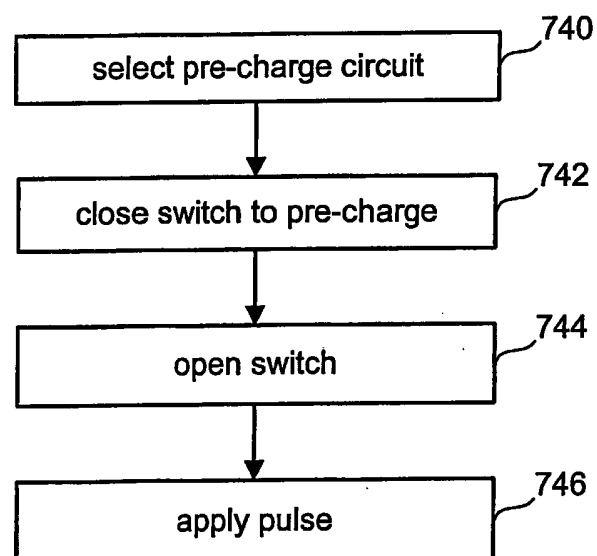 740
select pre-charge circuit
742
close switch to pre-charge
744
open switch
746
apply pulse